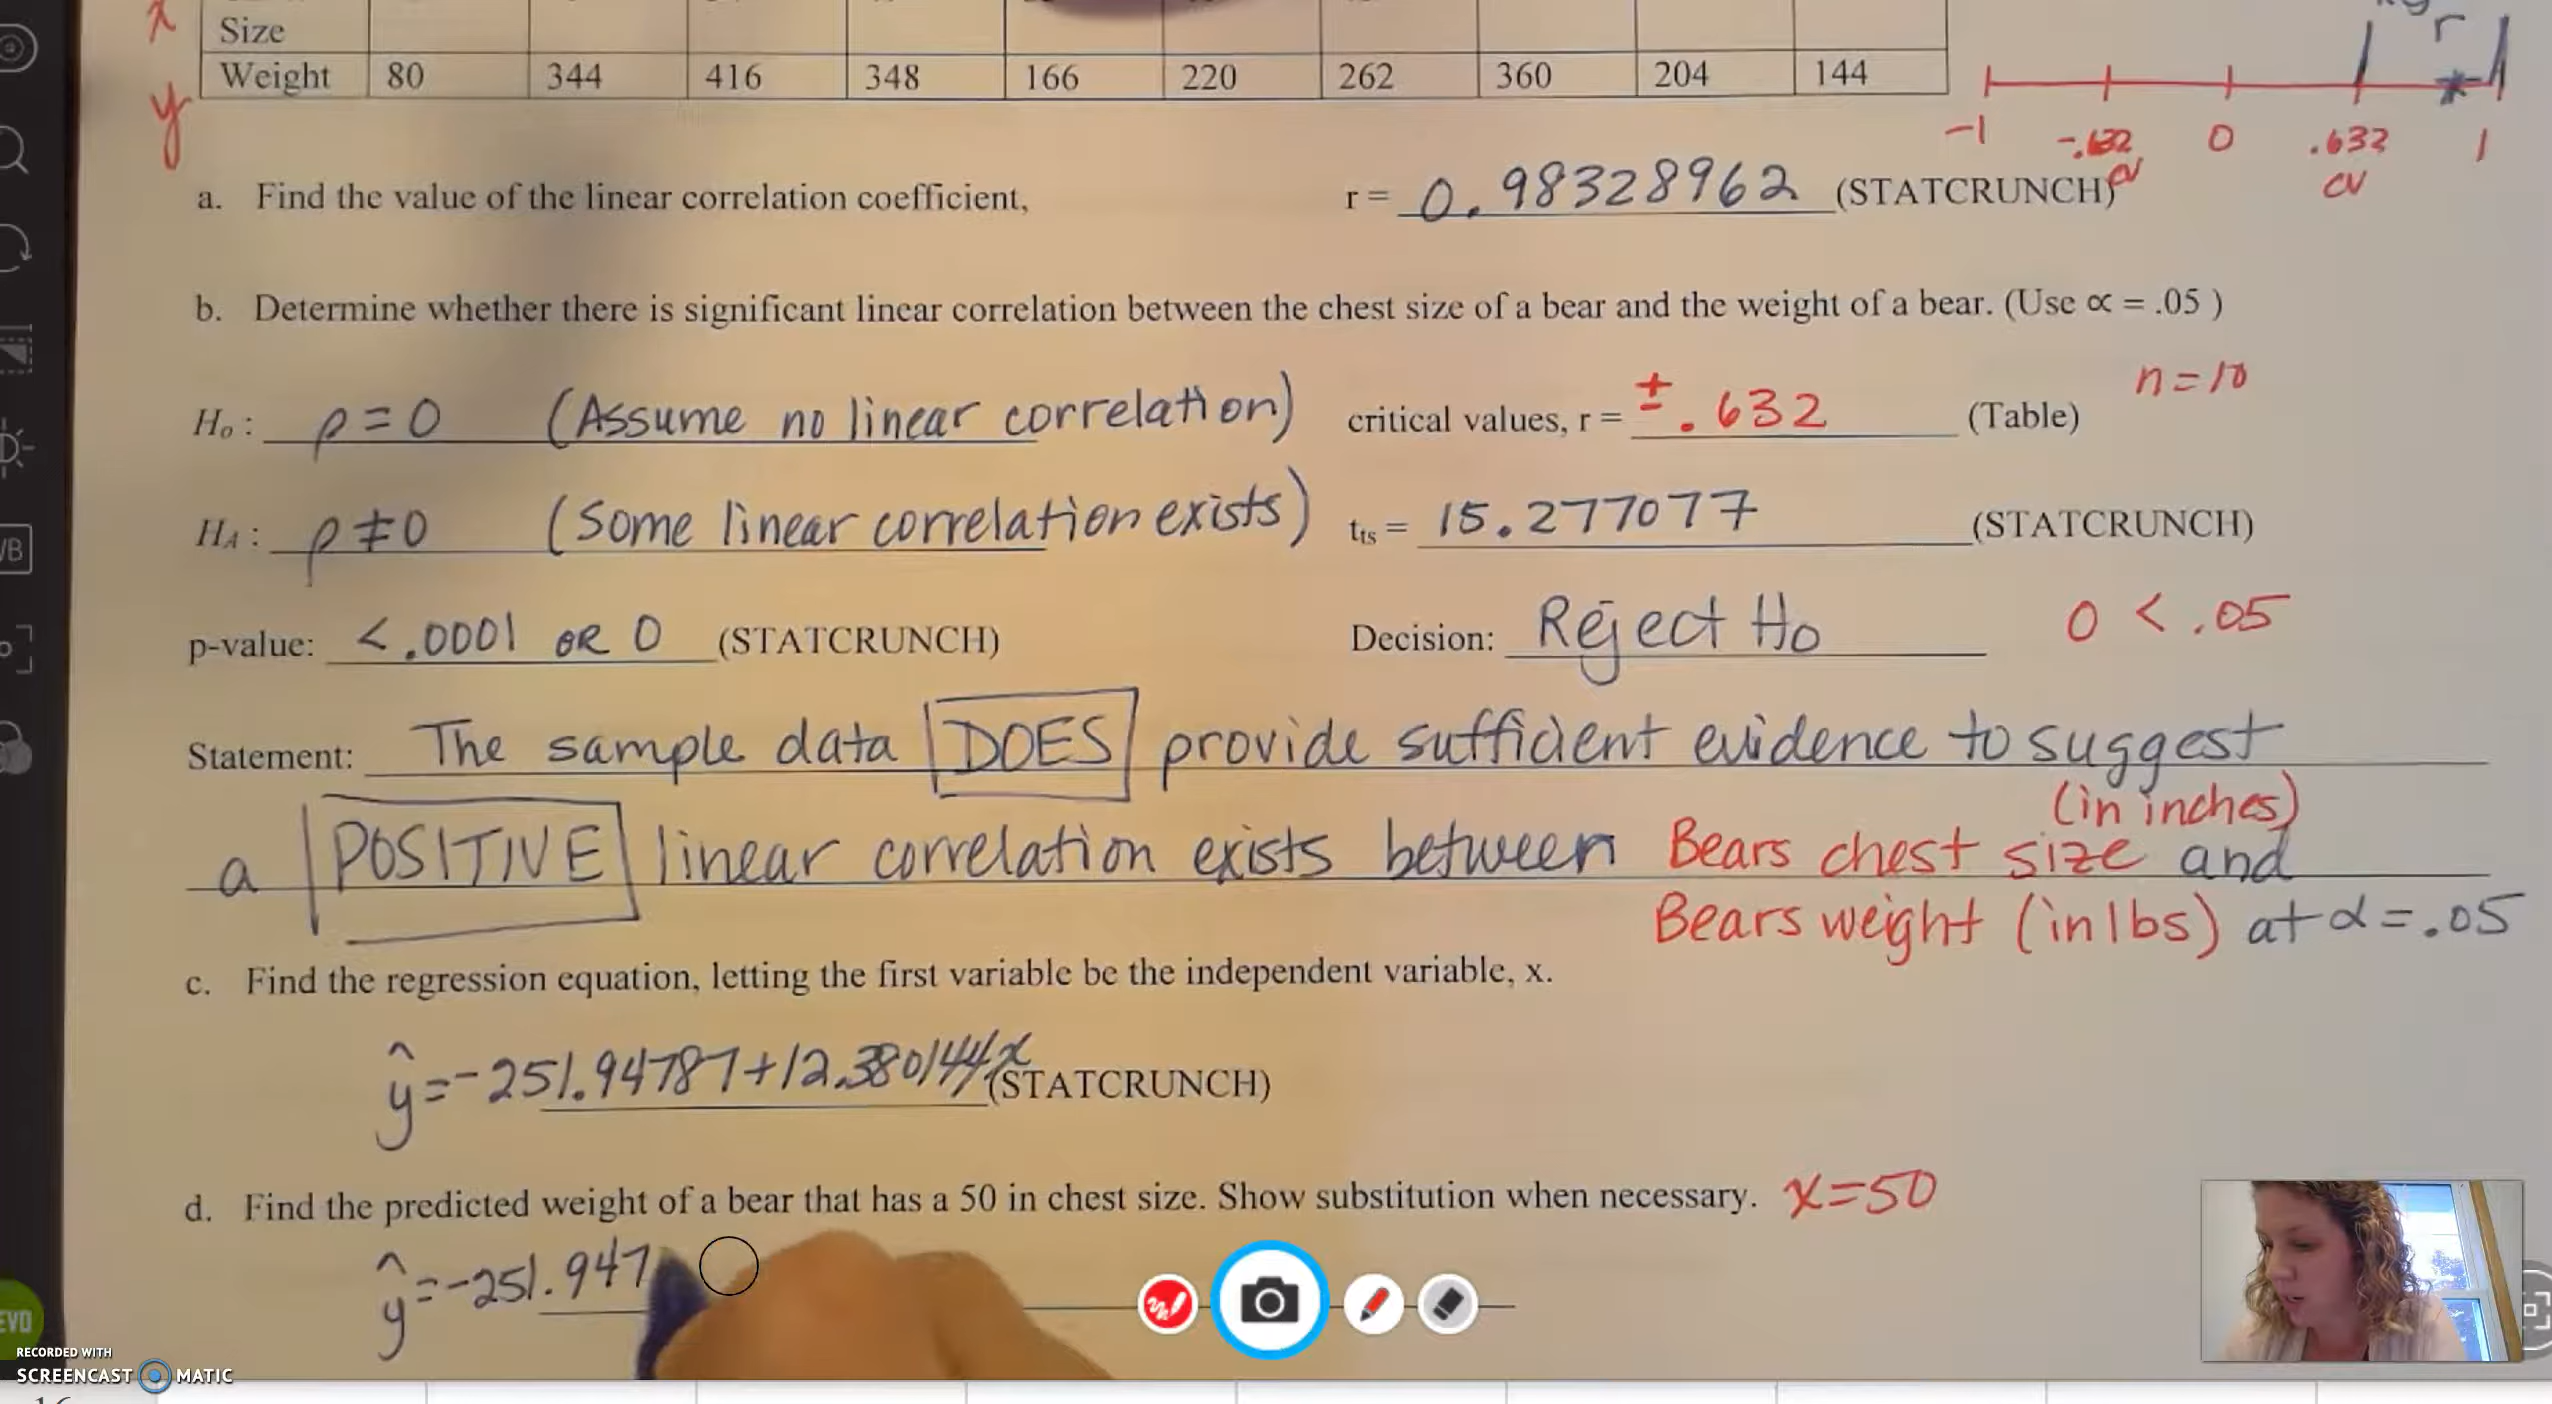 x Size
y Weight 80 344 416 348 166 220 262 360 204 144
r
-1 -.632 0 .632 1
CV CV
a. Find the value of the linear correlation coefficient, r = 0.98328962 (STATCRUNCH)
b. Determine whether there is significant linear correlation between the chest size of a bear and the weight of a bear. (Use ∝ = .05 )
n=10
Ho : ρ=0 (Assume no linear correlation) critical values, r = ±.632 (Table)
HA : ρ≠0 (Some linear correlation exists) tts = 15.277077 (STATCRUNCH)
p-value: <.0001 OR 0 (STATCRUNCH) Decision: Reject Ho 0 < .05
Statement: The sample data DOES provide sufficient evidence to suggest
(in inches)
a POSITIVE linear correlation exists between Bears chest size and
Bears weight (in lbs) at α=.05
c. Find the regression equation, letting the first variable be the independent variable, x.
ŷ=-251.94787+12.380144x (STATCRUNCH)
d. Find the predicted weight of a bear that has a 50 in chest size. Show substitution when necessary. x=50
ŷ=-251.947
EVO
RECORDED WITH
SCREENCAST MATIC